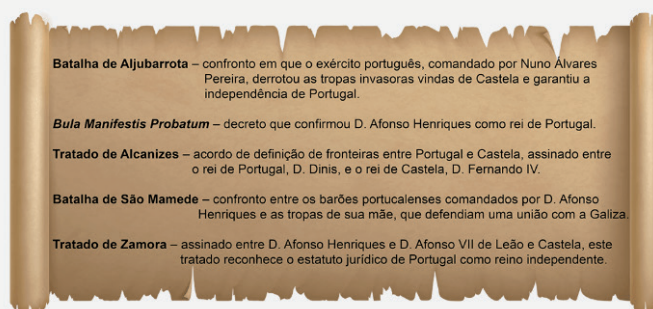 Batalha de Aljubarrota – confronto em que o exército português, comandado por Nuno Álvares
Pereira, derrotou as tropas invasoras vindas de Castela e garantiu a
independência de Portugal.
Bula Manifestis Probatum – decreto que confirmou D. Afonso Henriques como rei de Portugal.
Tratado de Alcanizes – acordo de definição de fronteiras entre Portugal e Castela, assinado entre
o rei de Portugal, D. Dinis, e o rei de Castela, D. Fernando IV.
Batalha de São Mamede – confronto entre os barões portucalenses comandados por D. Afonso
Henriques e as tropas de sua mãe, que defendiam uma união com a Galiza.
Tratado de Zamora – assinado entre D. Afonso Henriques e D. Afonso VII de Leão e Castela, este
tratado reconhece o estatuto jurídico de Portugal como reino independente.